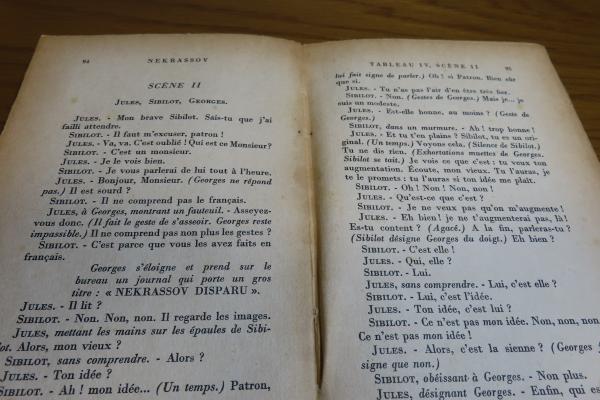 94 NEKRASSOV
SCÈNE II
JULES, SIBILOT, GEORGES.
JULES. - Mon brave Sibilot. Sais-tu que j'ai
failli attendre.
SIBILOT. - Il faut m'excuser, patron !
JULES. - Va, va. C'est oublié ! Qui est ce Monsieur?
SIBILOT. - C'est un monsieur.
JULES. - Je le vois bien.
SIBILOT. - Je vous parlerai de lui tout à l'heure.
JULES. - Bonjour, Monsieur. (Georges ne répond
pas.) Il est sourd ?
SIBILOT. - Il ne comprend pas le français.
JULES, à Georges, montrant un fauteuil. - Asseyez-
vous donc. (Il fait le geste de s'asseoir. Georges reste
impassible.) Il ne comprend pas non plus les gestes ?
SIBILOT. - C'est parce que vous les avez faits en
français.
Georges s'éloigne et prend sur le
bureau un journal qui porte un gros
titre : « NEKRASSOV DISPARU ».
JULES. - Il lit ?
SIBILOT. - Non. Non, non. Il regarde les images.
JULES, mettant les mains sur les épaules de Sibi-
lot. Alors, mon vieux ?
SIBILOT, sans comprendre. - Alors ?
JULES. - Ton idée ?
SIBILOT. - Ah ! mon idée... (Un temps.) Patron,
TABLEAU IV, SCÈNE II 95
lui fait signe de parler.) Oh ! si Patron. Bien sûr
que si.
JULES. - Tu n'as pas l'air d'en être très fier.
SIBILOT. - Non. (Gestes de Georges.) Mais je... je
suis un modeste.
JULES. - Est-elle honne, au moins ? (Geste de
Georges.)
SIBILOT, dans un murmure. - Ah ! trop honne !
JULES. - Et tu t'en plains ? Sibilot, tu es un ori-
ginal. (Un temps.) Voyons cela. (Silence de Sibilot.)
Tu ne dis rien. (Exhortations muettes de Georges.
Sibilot se tait.) Je vois ce que c'est : tu veux ton
augmentation. Écoute, mon vieux. Tu l'auras, je
te le promets : tu l'auras si ton idée me plaît.
SIBILOT. - Oh ! Non ! Non, non !
JULES. - Qu'est-ce que c'est ?
SIBILOT. - Je ne veux pas qu'on m'augmente !
JULES. - Eh bien ! je ne t'augmenterai pas, là !
Es-tu content ? (Agacé.) A la fin, parleras-tu ?
(Sibilot désigne Georges du doigt.) Eh bien ?
SIBILOT. - C'est elle !
JULES. - Qui, elle ?
SIBILOT. - Lui.
JULES, sans comprendre. - Lui, c'est elle ?
SIBILOT. - Lui, c'est l'idée.
JULES. - Ton idée, c'est lui ?
SIBILOT. - Ce n'est pas mon idée. Non, non, non
Ce n'est pas mon idée !
JULES. - Alors, c'est la sienne ? (Georges
signe que non.)
SIBILOT, obéissant à Georges. - Non plus.
JULES, désignant Georges. - Enfin, qui es